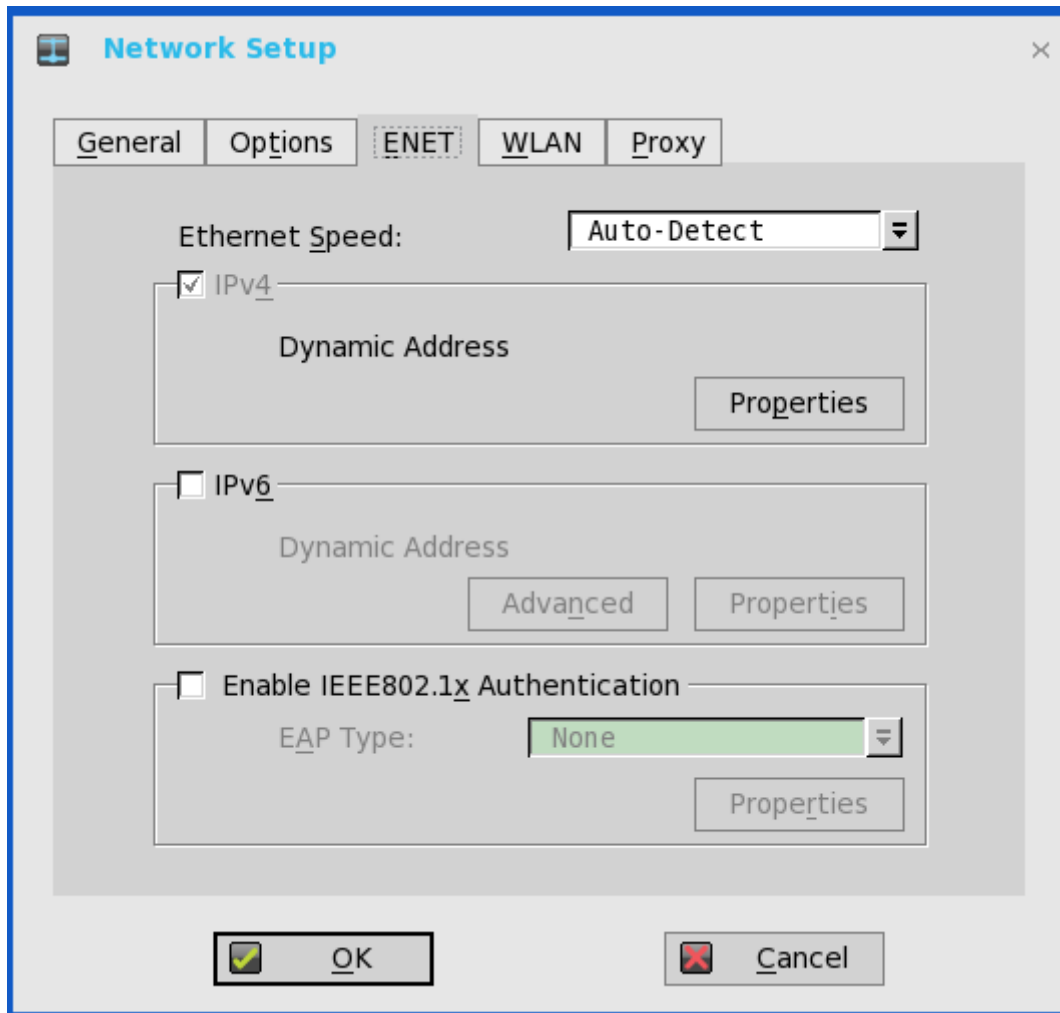 Network Setup
General Options ENET WLAN Proxy
Ethernet Speed: Auto-Detect
IPv4
Dynamic Address
Properties
IPv6
Dynamic Address
Advanced Properties
Enable IEEE802.1x Authentication
EAP Type: None
Properties
OK Cancel